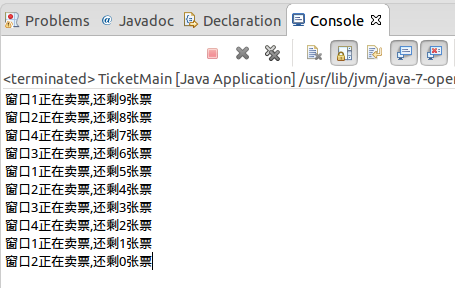 Problems @ Javadoc Declaration Console
<terminated> TicketMain [Java Application] /usr/lib/jvm/java-7-ope
窗口1正在卖票,还剩9张票
窗口2正在卖票,还剩8张票
窗口4正在卖票,还剩7张票
窗口3正在卖票,还剩6张票
窗口1正在卖票,还剩5张票
窗口2正在卖票,还剩4张票
窗口3正在卖票,还剩3张票
窗口4正在卖票,还剩2张票
窗口1正在卖票,还剩1张票
窗口2正在卖票,还剩0张票